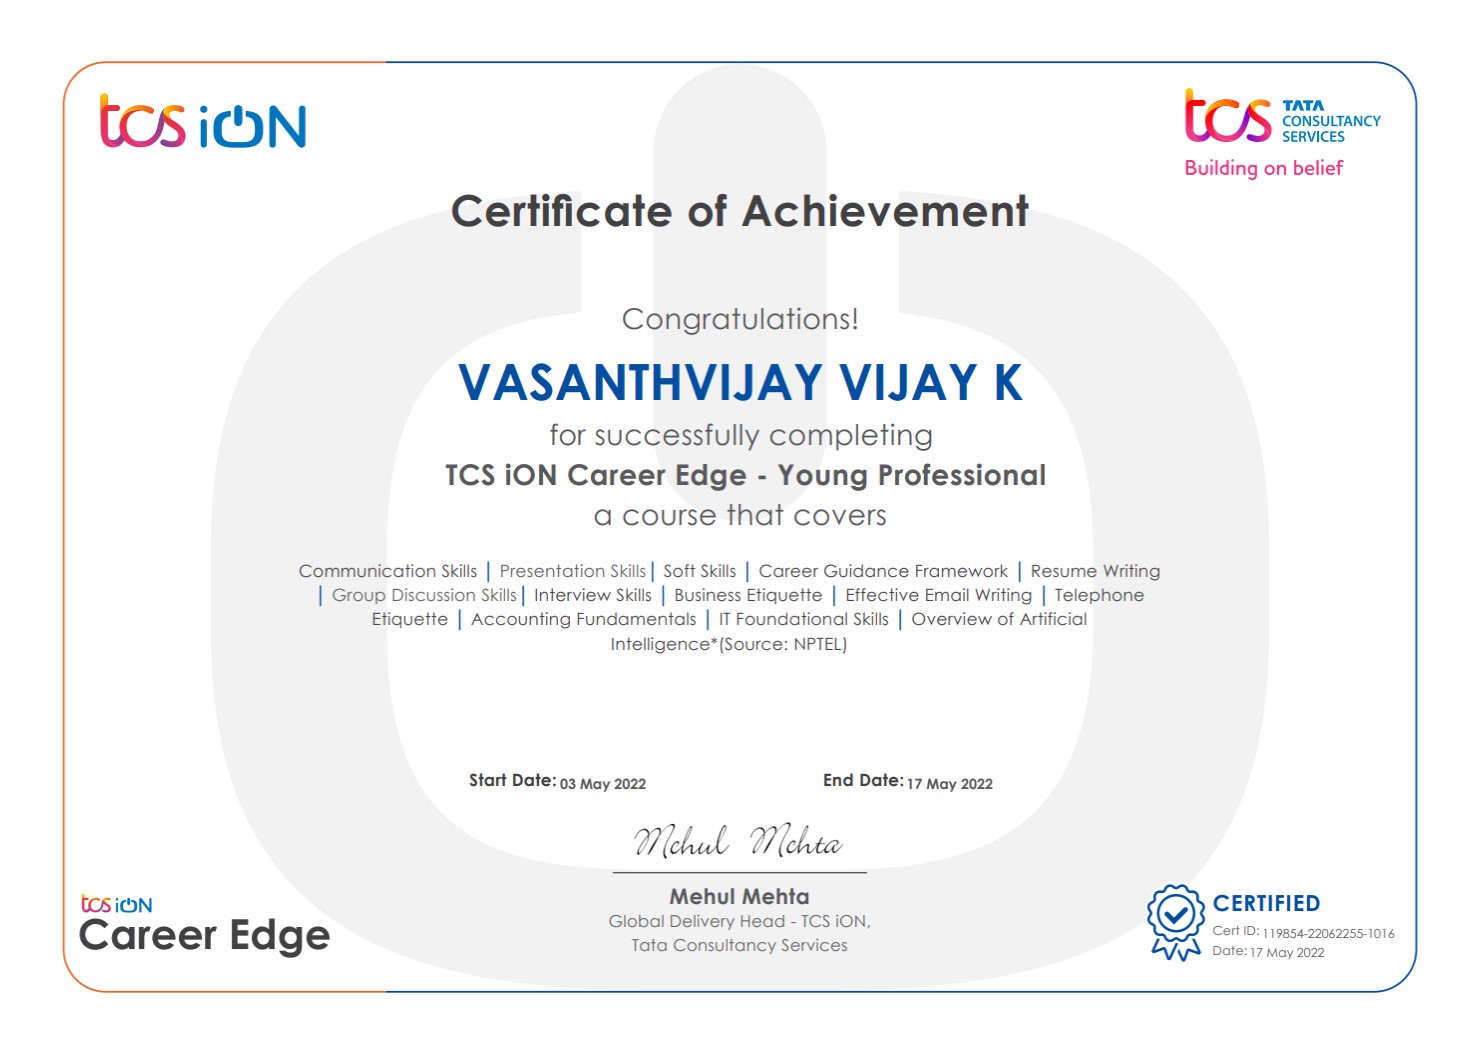 tcs iON
tcs TATA
CONSULTANCY
SERVICES
Building on belief
Certificate of Achievement
Congratulations!
VASANTHVIJAY VIJAY K
for successfully completing
TCS iON Career Edge - Young Professional
a course that covers
Communication Skills | Presentation Skills | Soft Skills | Career Guidance Framework | Resume Writing
| Group Discussion Skills | Interview Skills | Business Etiquette | Effective Email Writing | Telephone
Etiquette | Accounting Fundamentals | IT Foundational Skills | Overview of Artificial
Intelligence*(Source: NPTEL)
Start Date: 03 May 2022
End Date: 17 May 2022
Mehul Mehta
Mehul Mehta
Global Delivery Head - TCS iON,
Tata Consultancy Services
tcs iON
Career Edge
CERTIFIED
Cert ID: 119854-22062255-1016
Date: 17 May 2022